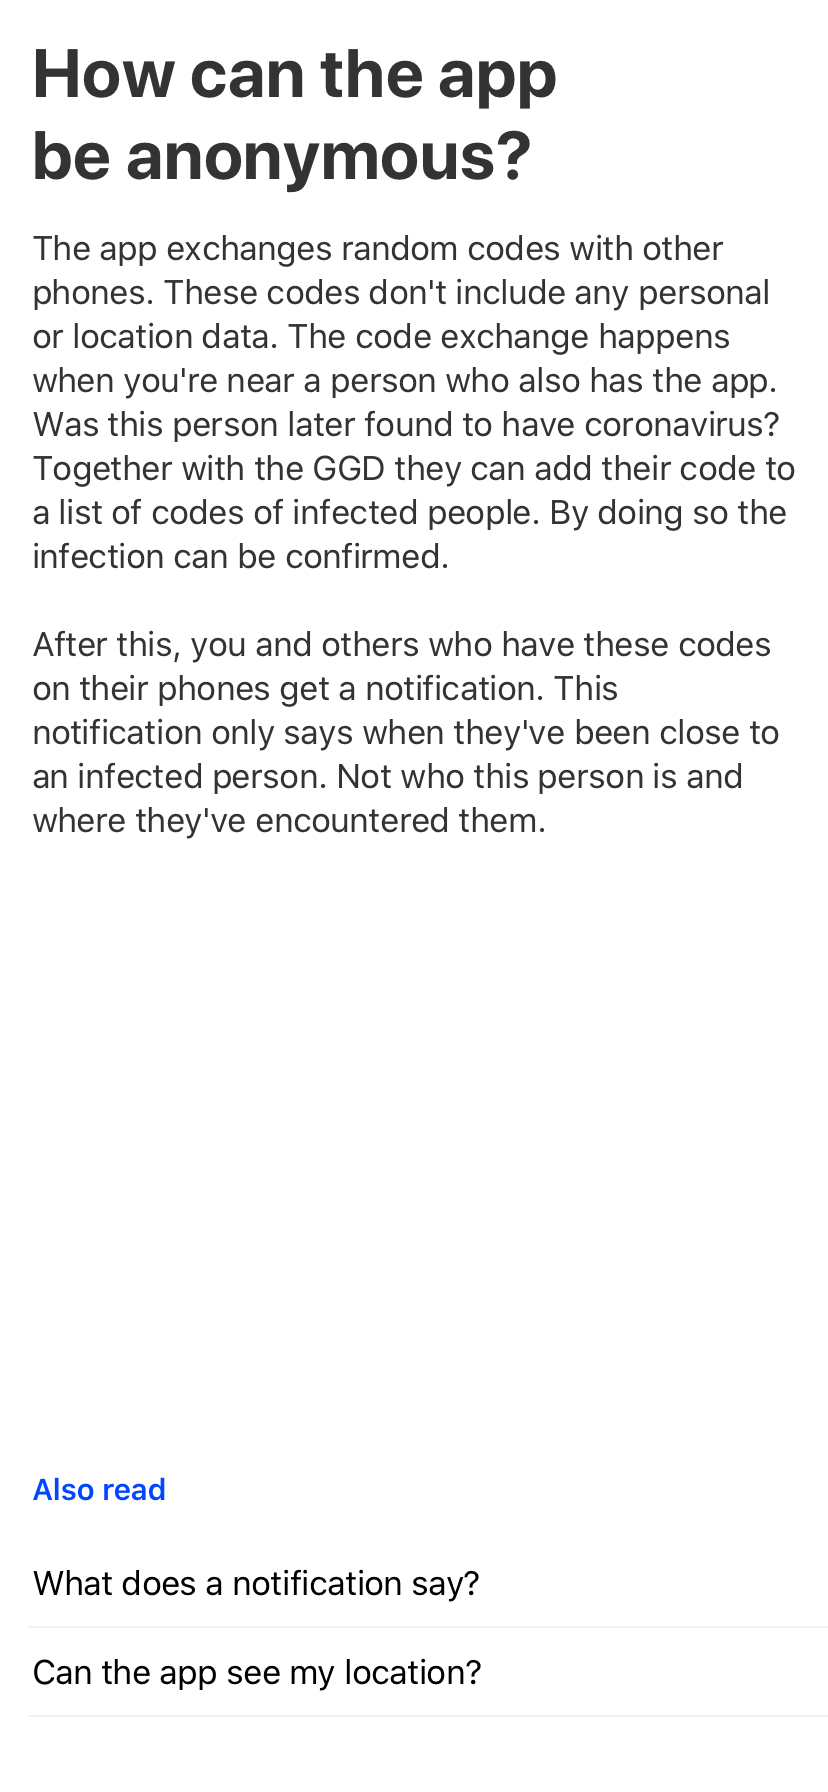 How can the app
be anonymous?
The app exchanges random codes with other
phones. These codes don't include any personal
or location data. The code exchange happens
when you're near a person who also has the app.
Was this person later found to have coronavirus?
Together with the GGD they can add their code to
a list of codes of infected people. By doing so the
infection can be confirmed.
After this, you and others who have these codes
on their phones get a notification. This
notification only says when they've been close to
an infected person. Not who this person is and
where they've encountered them.
Also read
What does a notification say?
Can the app see my location?